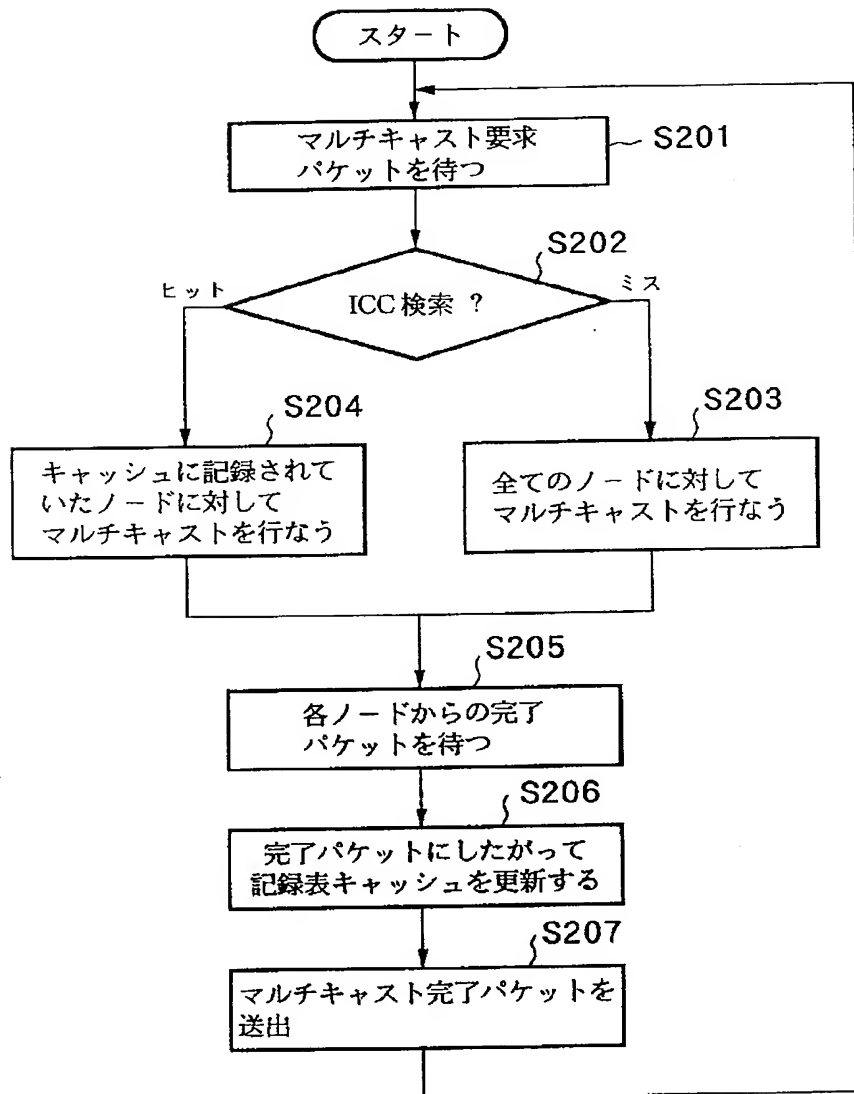 スタート
マルチキャスト要求
パケットを待つ
S201
S202
ヒット
ICC検索 ?
ミス
S204
S203
キャッシュに記録されて
いたノードに対して
マルチキャストを行なう
全てのノードに対して
マルチキャストを行なう
S205
各ノードからの完了
パケットを待つ
S206
完了パケットにしたがって
記録表キャッシュを更新する
S207
マルチキャスト完了パケットを
送出